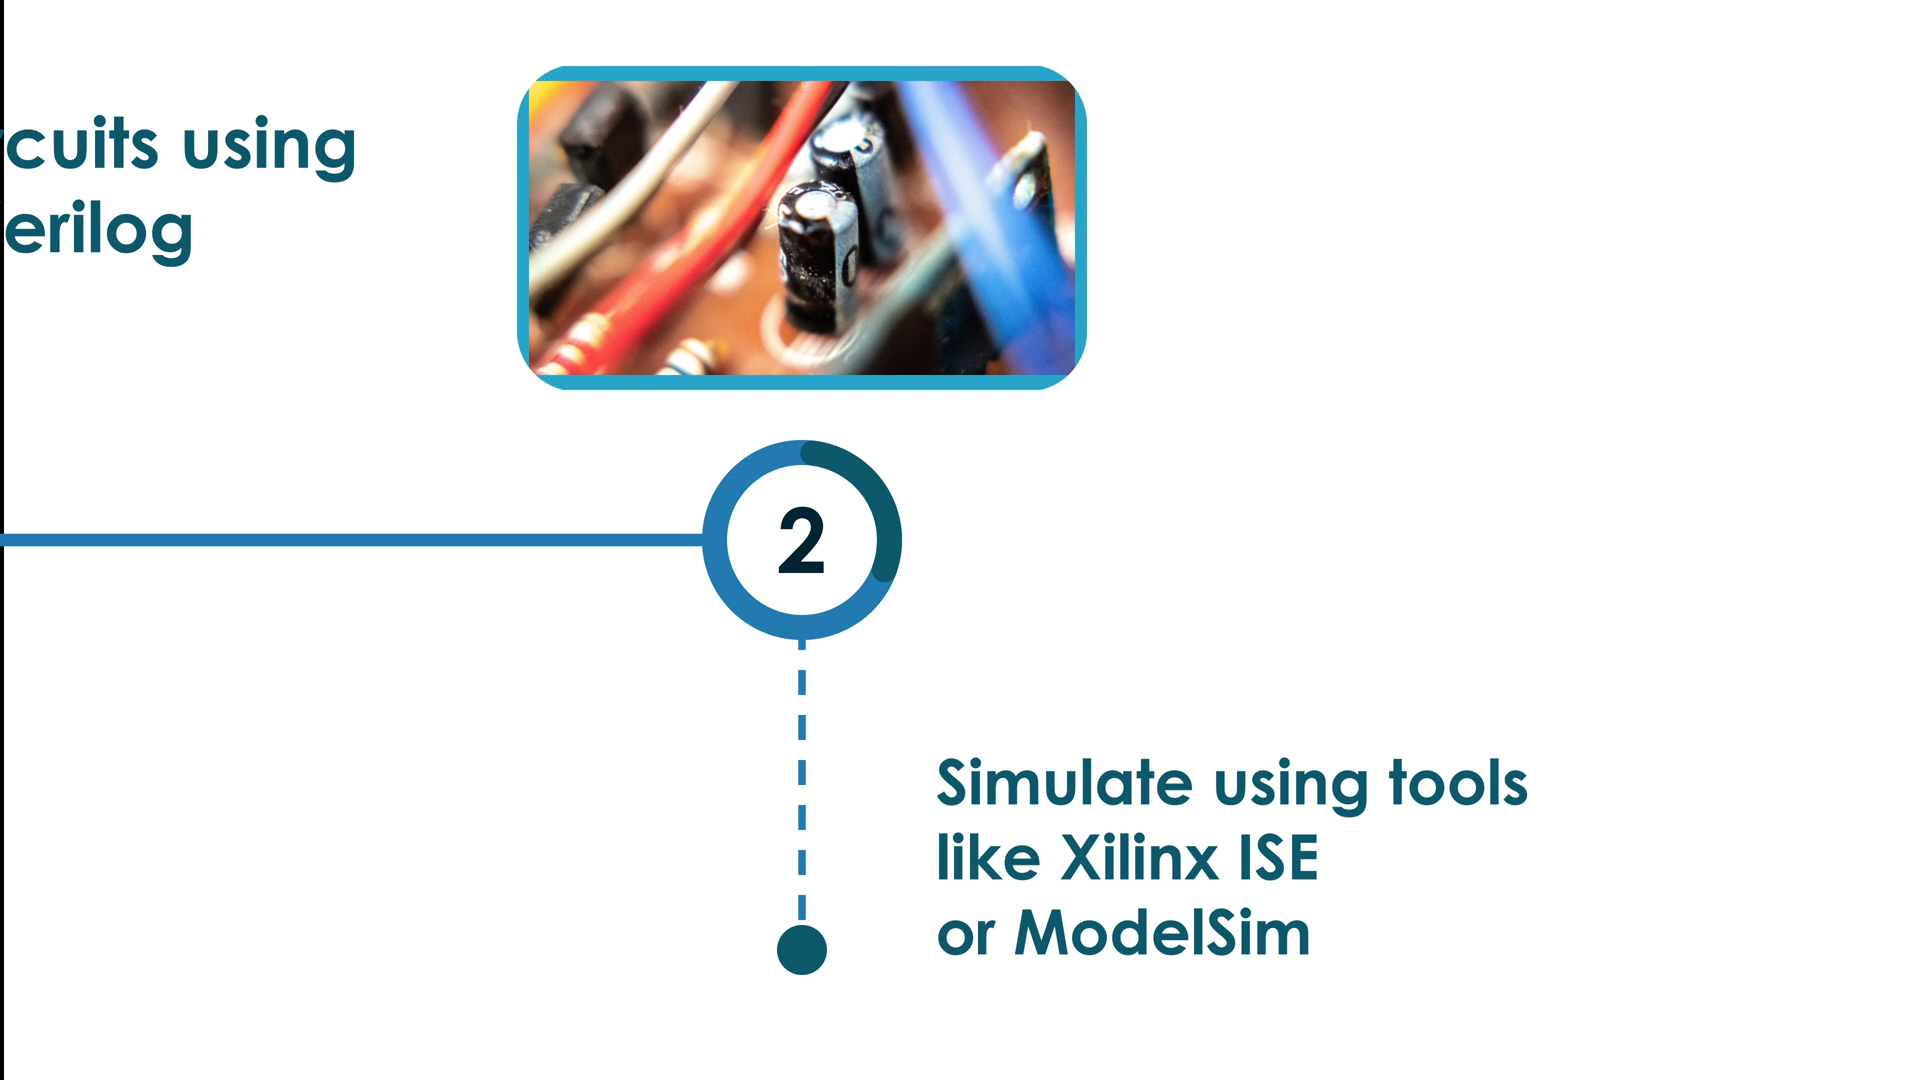 cuits using
erilog
2
Simulate using tools
like Xilinx ISE
or ModelSim